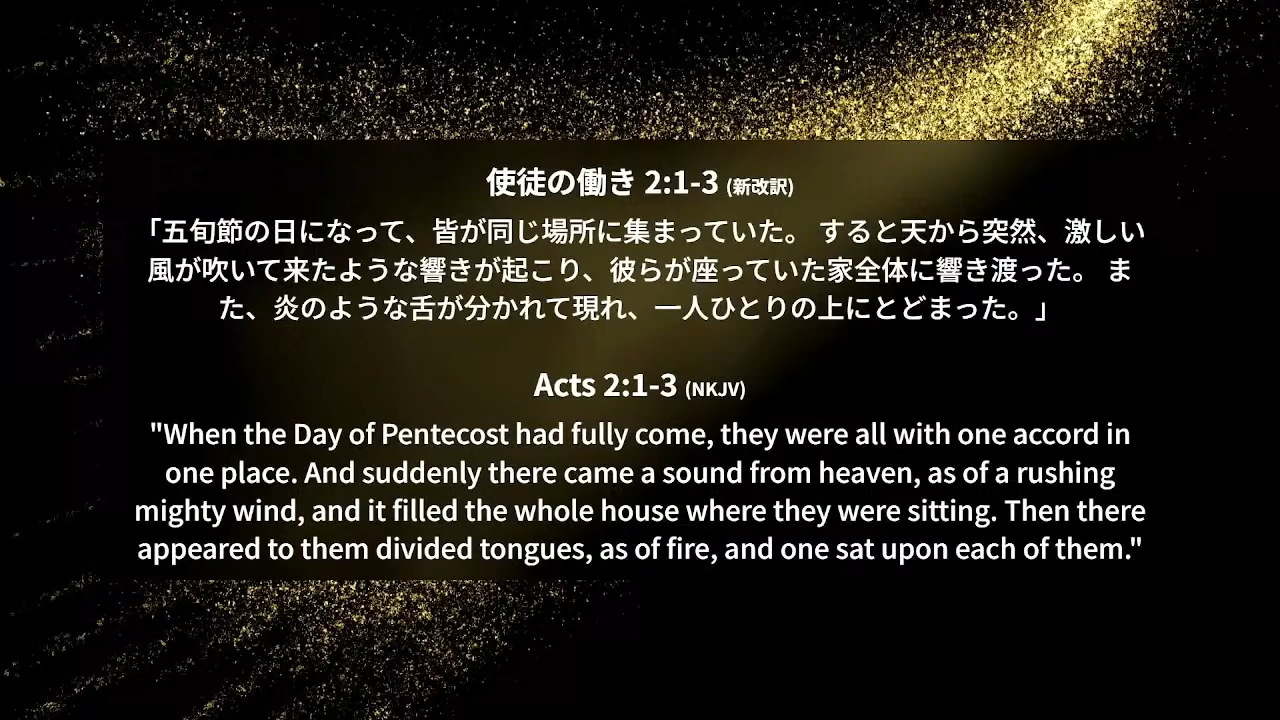 使徒の働き 2:1-3 (新改訳)
「五旬節の日になって、皆が同じ場所に集まっていた。 すると天から突然、激しい
風が吹いて来たような響きが起こり、彼らが座っていた家全体に響き渡った。 ま
た、炎のような舌が分かれて現れ、一人ひとりの上にとどまった。」
Acts 2:1-3 (NKJV)
"When the Day of Pentecost had fully come, they were all with one accord in
one place. And suddenly there came a sound from heaven, as of a rushing
mighty wind, and it filled the whole house where they were sitting. Then there
appeared to them divided tongues, as of fire, and one sat upon each of them."